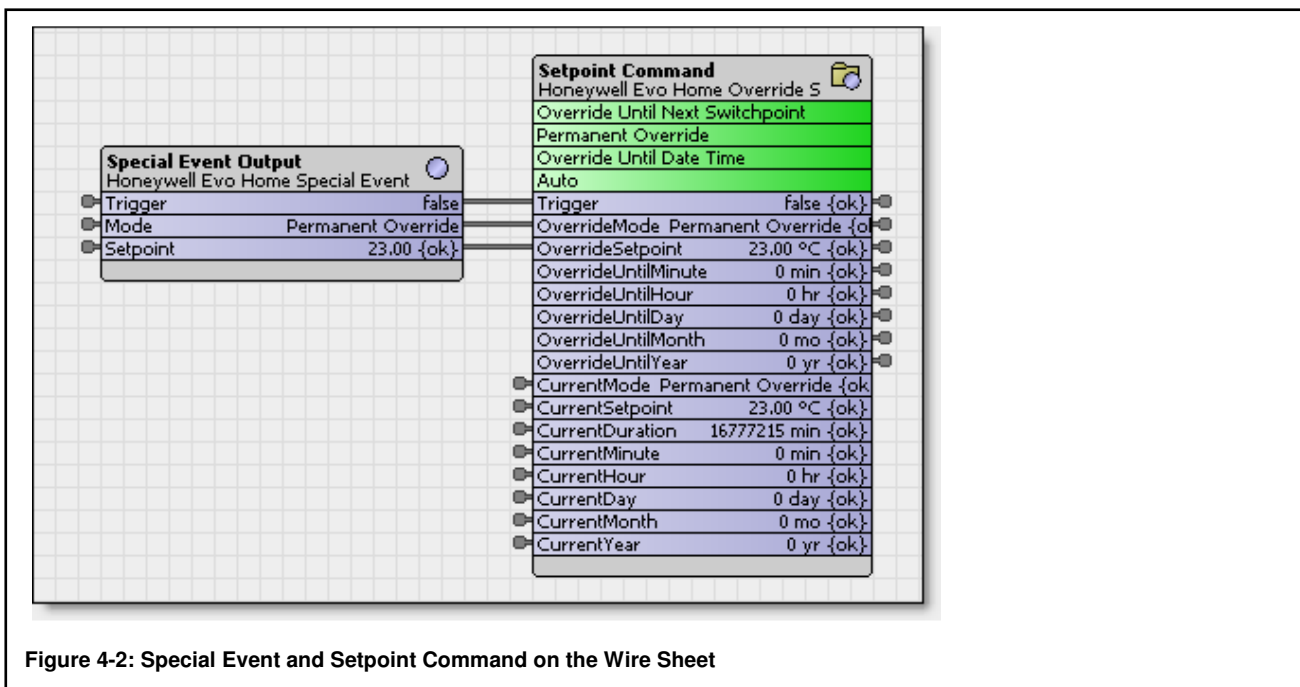 Special Event Output
Honeywell Evo Home Special Event
Trigger false
Mode Permanent Override
Setpoint 23.00 {ok}
Setpoint Command
Honeywell Evo Home Override S
Override Until Next Switchpoint
Permanent Override
Override Until Date Time
Auto
Trigger false {ok}
OverrideMode Permanent Override {ok
OverrideSetpoint 23.00 °C {ok}
OverrideUntilMinute 0 min {ok}
OverrideUntilHour 0 hr {ok}
OverrideUntilDay 0 day {ok}
OverrideUntilMonth 0 mo {ok}
OverrideUntilYear 0 yr {ok}
CurrentMode Permanent Override {ok
CurrentSetpoint 23.00 °C {ok}
CurrentDuration 16777215 min {ok}
CurrentMinute 0 min {ok}
CurrentHour 0 hr {ok}
CurrentDay 0 day {ok}
CurrentMonth 0 mo {ok}
CurrentYear 0 yr {ok}
Figure 4-2: Special Event and Setpoint Command on the Wire Sheet